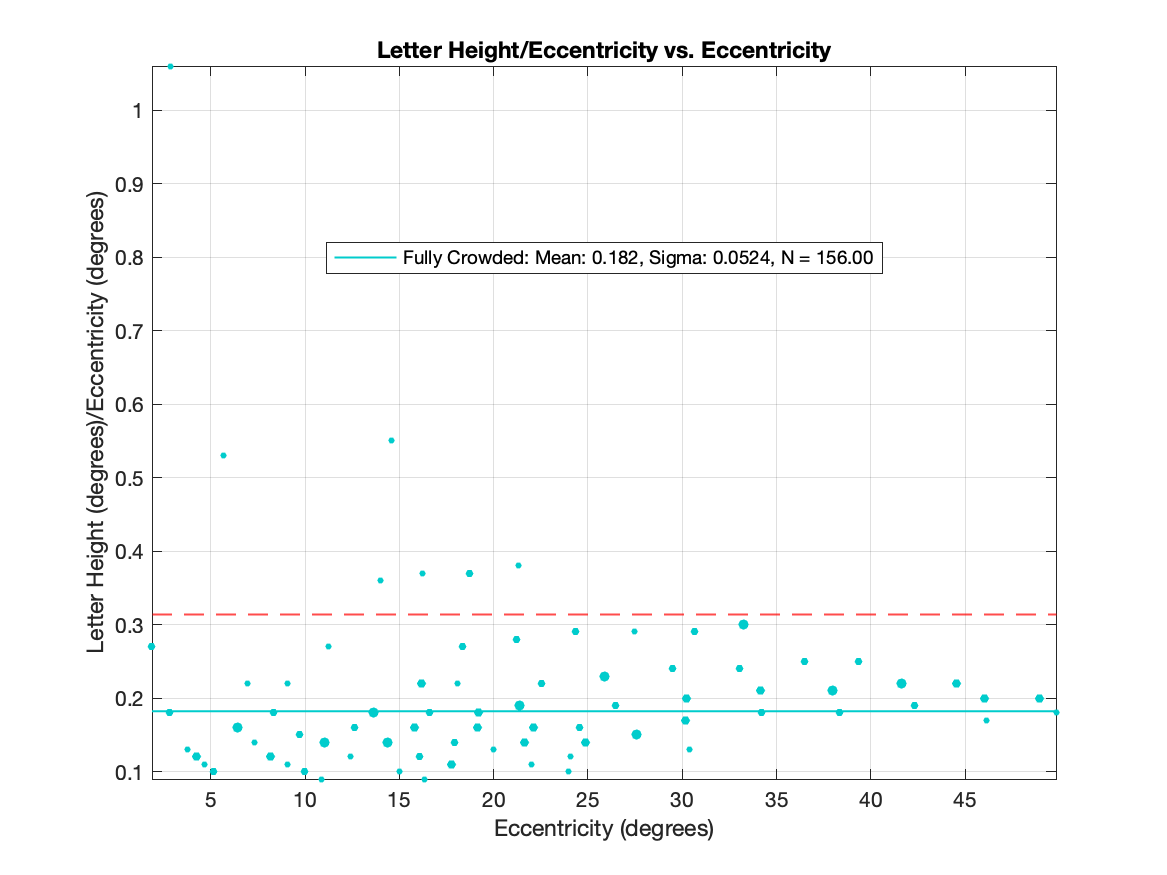 Letter Height/Eccentricity vs. Eccentricity
1
0.9
0.8
0.7
0.6
0.5
0.4
0.3
0.2
0.1
Letter Height (degrees)/Eccentricity (degrees)
Fully Crowded: Mean: 0.182, Sigma: 0.0524, N = 156.00
5 10 15 20 25 30 35 40 45
Eccentricity (degrees)